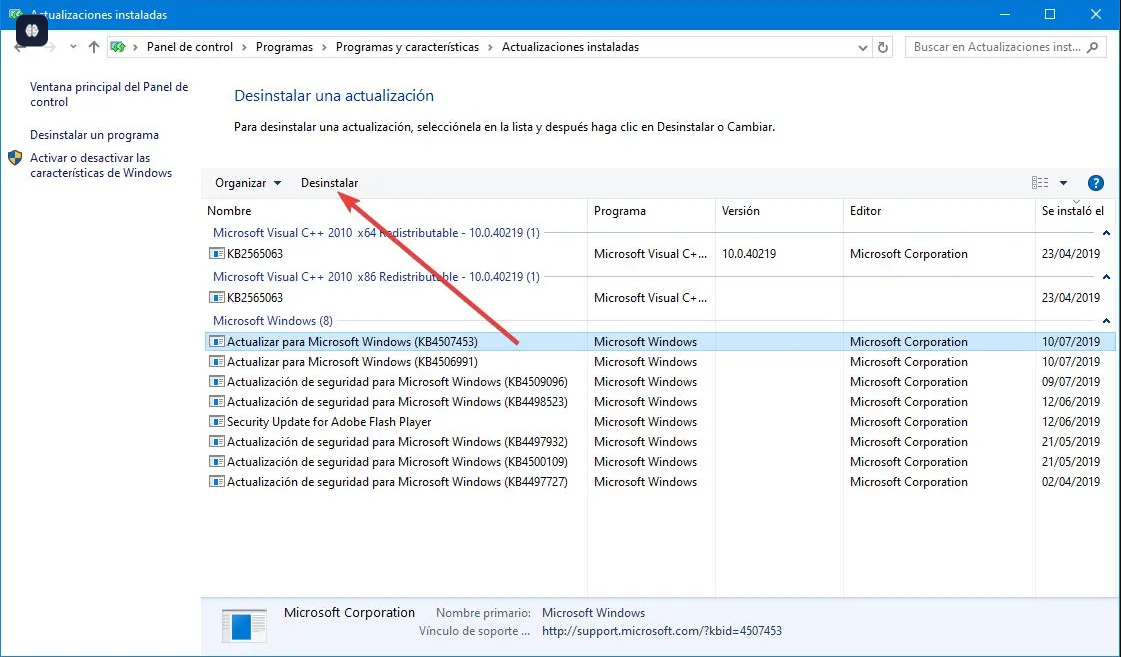 Actualizaciones instaladas
Panel de control > Programas > Programas y características > Actualizaciones instaladas
Buscar en Actualizaciones inst...
Ventana principal del Panel de
control
Desinstalar un programa
Activar o desactivar las
características de Windows
Desinstalar una actualización
Para desinstalar una actualización, selecciónela en la lista y después haga clic en Desinstalar o Cambiar.
Organizar Desinstalar ?
Nombre Programa Versión Editor Se instaló el
Microsoft Visual C++ 2010 x64 Redistributable - 10.0.40219 (1)
KB2565063 Microsoft Visual C+... 10.0.40219 Microsoft Corporation 23/04/2019
Microsoft Visual C++ 2010 x86 Redistributable - 10.0.40219 (1)
KB2565063 Microsoft Visual C+... 23/04/2019
Microsoft Windows (8)
Actualizar para Microsoft Windows (KB4507453) Microsoft Windows Microsoft Corporation 10/07/2019
Actualizar para Microsoft Windows (KB4506991) Microsoft Windows Microsoft Corporation 10/07/2019
Actualización de seguridad para Microsoft Windows (KB4509096) Microsoft Windows Microsoft Corporation 09/07/2019
Actualización de seguridad para Microsoft Windows (KB4498523) Microsoft Windows Microsoft Corporation 12/06/2019
Security Update for Adobe Flash Player Microsoft Windows Microsoft Corporation 12/06/2019
Actualización de seguridad para Microsoft Windows (KB4497932) Microsoft Windows Microsoft Corporation 21/05/2019
Actualización de seguridad para Microsoft Windows (KB4500109) Microsoft Windows Microsoft Corporation 21/05/2019
Actualización de seguridad para Microsoft Windows (KB4497727) Microsoft Windows Microsoft Corporation 02/04/2019
Microsoft Corporation Nombre primario: Microsoft Windows
Vínculo de soporte ... http://support.microsoft.com/?kbid=4507453